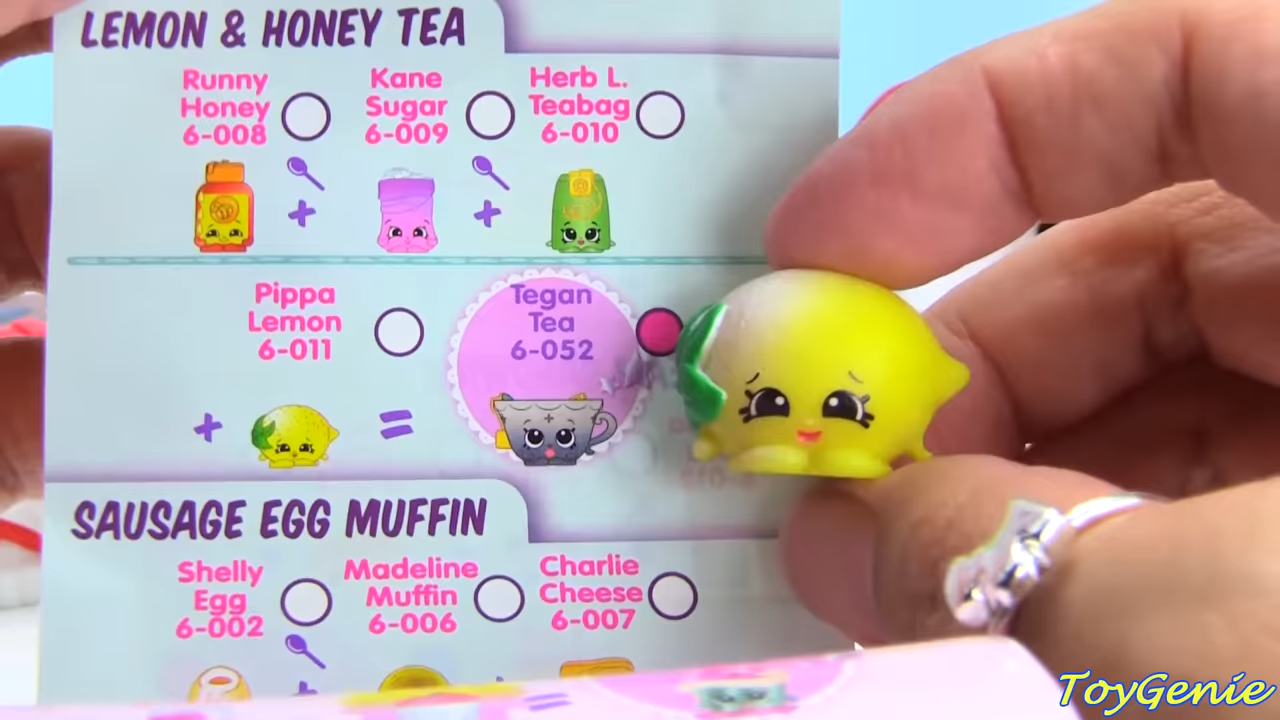 LEMON & HONEY TEA
Runny
Honey
6-008
Kane
Sugar
6-009
Herb L.
Teabag
6-010
+
+
Pippa
Lemon
6-011
Tegan
Tea
6-052
+
=
SAUSAGE EGG MUFFIN
Shelly
Egg
6-002
Madeline
Muffin
6-006
Charlie
Cheese
6-007
+
=
ToyGenie